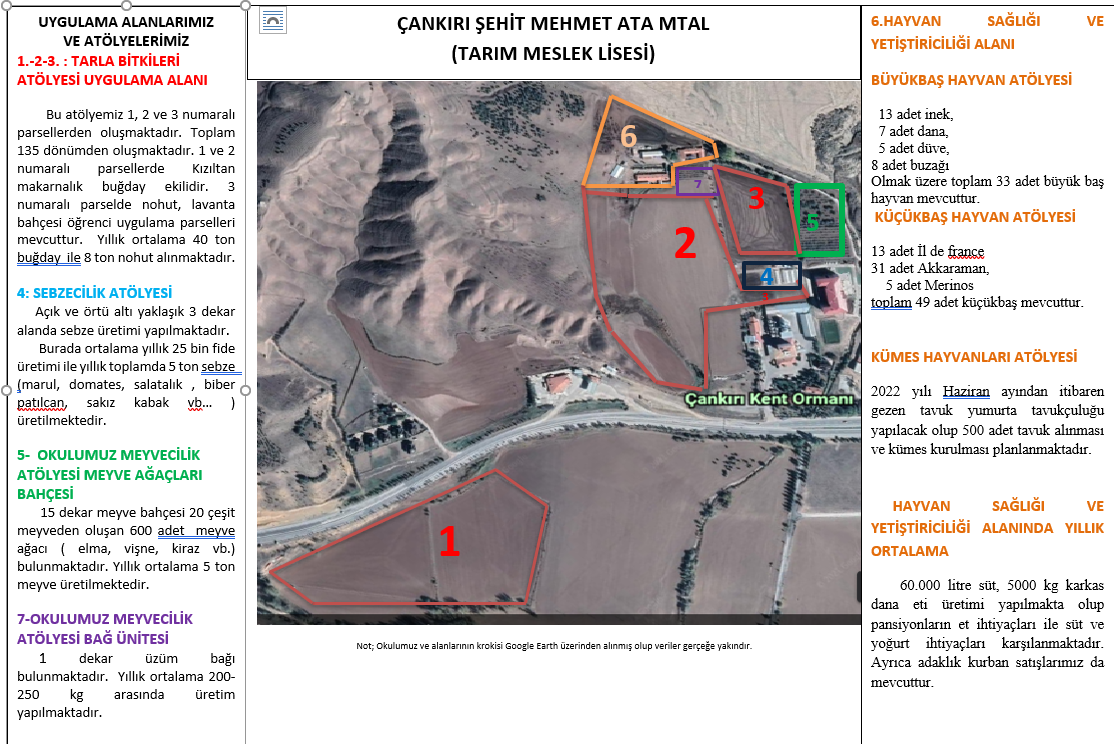 UYGULAMA ALANLARIMIZ
VE ATÖLYELERİMİZ
1.-2-3. : TARLA BİTKİLERİ
ATÖLYESİ UYGULAMA ALANI
Bu atölyemiz 1, 2 ve 3 numaralı
parsellerden oluşmaktadır. Toplam
135 dönümden oluşmaktadır. 1 ve 2
numaralı parsellerde Kızıltan
makarnalık buğday ekilidir. 3
numaralı parselde nohut, lavanta
bahçesi öğrenci uygulama parselleri
mevcuttur. Yıllık ortalama 40 ton
buğday ile 8 ton nohut alınmaktadır.
4: SEBZECİLİK ATÖLYESİ
Açık ve örtü altı yaklaşık 3 dekar
alanda sebze üretimi yapılmaktadır.
Burada ortalama yıllık 25 bin fide
üretimi ile yıllık toplamda 5 ton sebze
(marul, domates, salatalık , biber
patılcan, sakız kabak vb... )
üretilmektedir.
5- OKULUMUZ MEYVECİLİK
ATÖLYESİ MEYVE AĞAÇLARI
BAHÇESİ
15 dekar meyve bahçesi 20 çeşit
meyveden oluşan 600 adet meyve
ağacı ( elma, vişne, kiraz vb.)
bulunmaktadır. Yıllık ortalama 5 ton
meyve üretilmektedir.
7-OKULUMUZ MEYVECİLİK
ATÖLYESİ BAĞ ÜNİTESİ
1 dekar üzüm bağı
bulunmaktadır. Yıllık ortalama 200-
250 kg arasında üretim
yapılmaktadır.
ÇANKIRI ŞEHİT MEHMET ATA MTAL
(TARIM MESLEK LİSESİ)
6
7
3
5
2
4
Çankırı Kent Ormanı
1
Not; Okulumuz ve alanlarının krokisi Google Earth üzerinden alınmış olup veriler gerçeğe yakındır.
6.HAYVAN SAĞLIĞI VE
YETİŞTİRİCİLİĞİ ALANI
BÜYÜKBAŞ HAYVAN ATÖLYESİ
13 adet inek,
7 adet dana,
5 adet düve,
8 adet buzağı
Olmak üzere toplam 33 adet büyük baş
hayvan mevcuttur.
KÜÇÜKBAŞ HAYVAN ATÖLYESİ
13 adet İl de france
31 adet Akkaraman,
5 adet Merinos
toplam 49 adet küçükbaş mevcuttur.
KÜMES HAYVANLARI ATÖLYESİ
2022 yılı Haziran ayından itibaren
gezen tavuk yumurta tavukçuluğu
yapılacak olup 500 adet tavuk alınması
ve kümes kurulması planlanmaktadır.
HAYVAN SAĞLIĞI VE
YETİŞTİRİCİLİĞİ ALANINDA YILLIK
ORTALAMA
60.000 litre süt, 5000 kg karkas
dana eti üretimi yapılmakta olup
pansiyonların et ihtiyaçları ile süt ve
yoğurt ihtiyaçları karşılanmaktadır.
Ayrıca adaklık kurban satışlarımız da
mevcuttur.